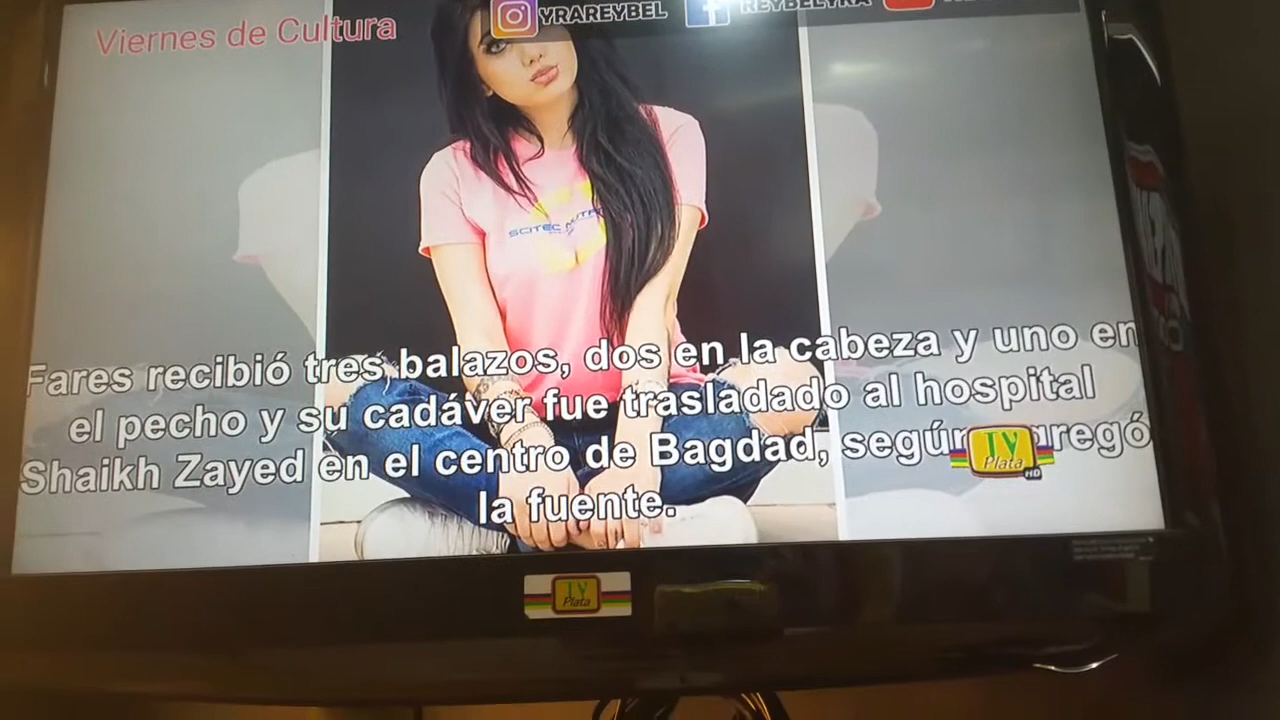 Viernes de Cultura
YRAREYBEL
REYBELYRA
SCITEC
Fares recibió tres balazos, dos en la cabeza y uno en
el pecho y su cadáver fue trasladado al hospital
Shaikh Zayed en el centro de Bagdad, según agregó
la fuente.
TV
Plata
HD
TV
Plata